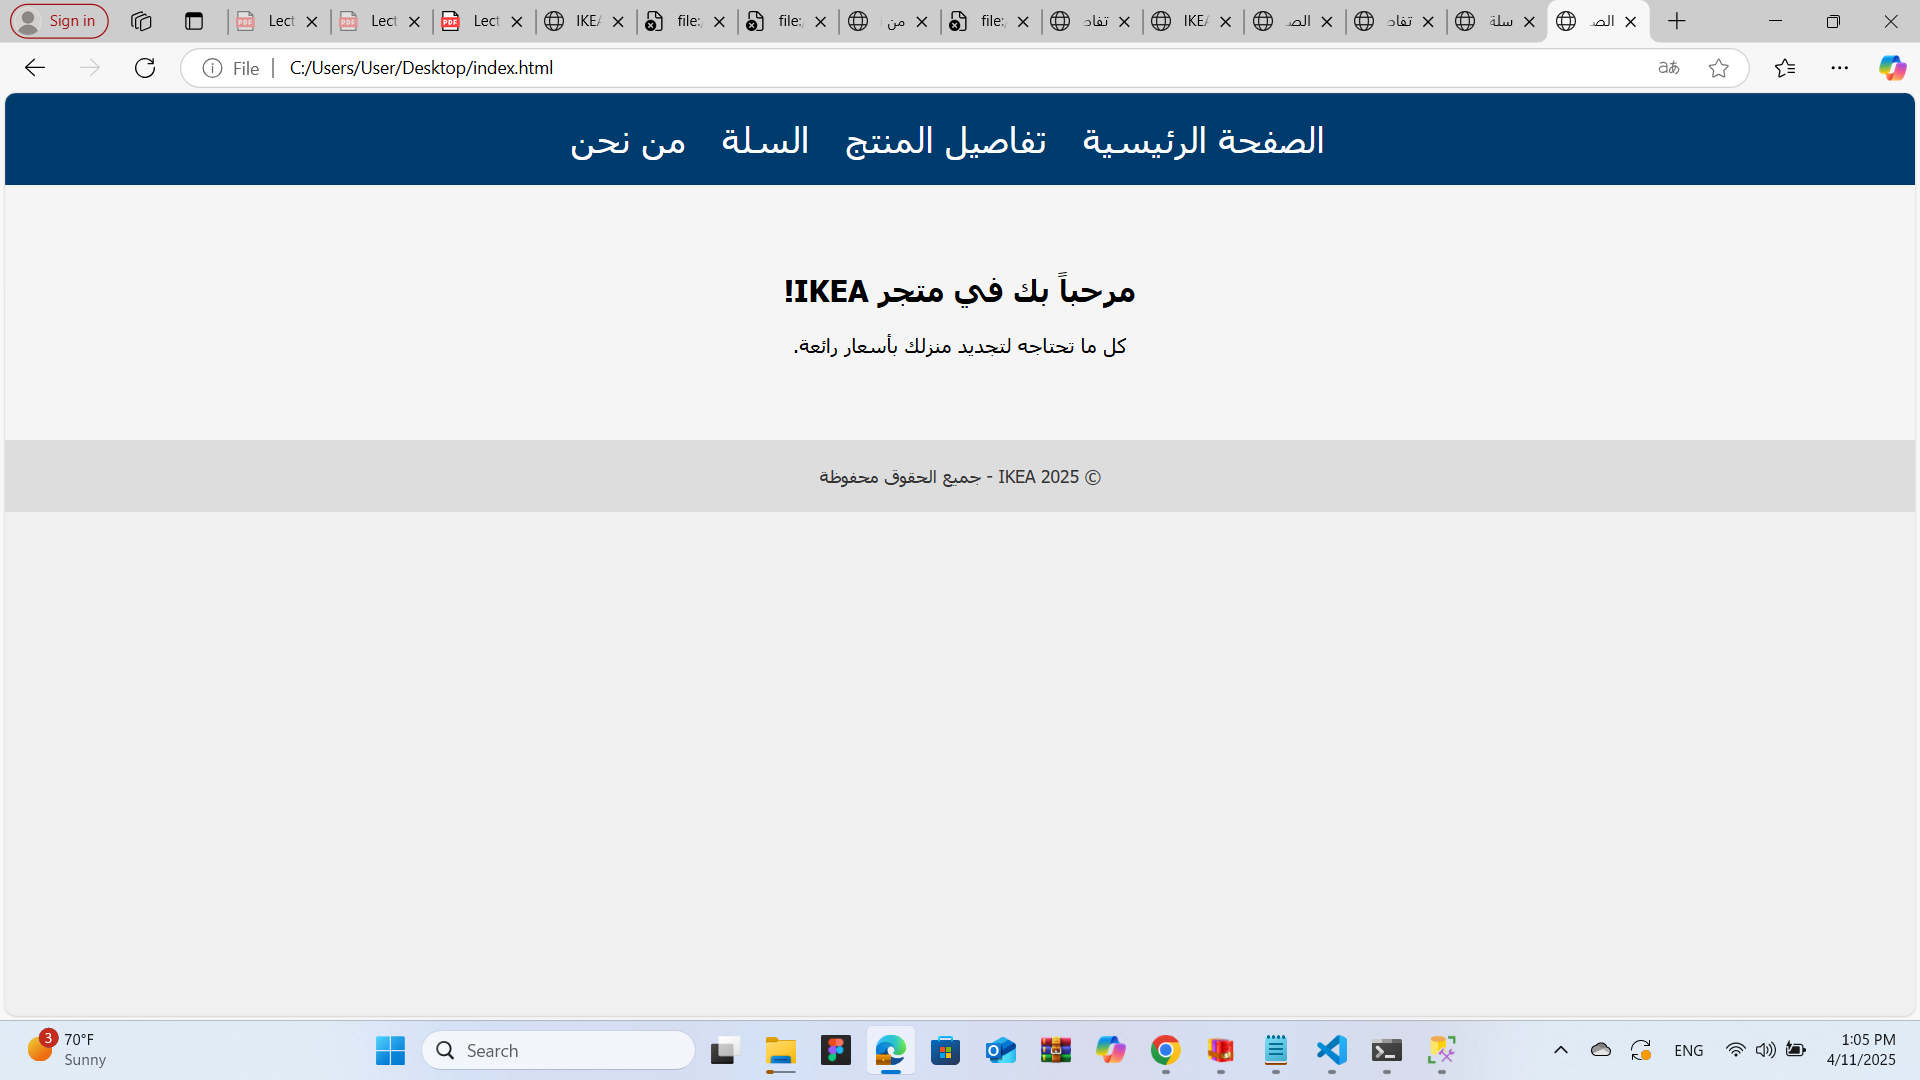 Sign in
Lect
Lect
Lect
IKEA
file:/
file:/
من
file:/
تفاد
IKEA
الصـ
تفاد
سلة
الصـ
File
C:/Users/User/Desktop/index.html
الصفحة الرئيسية تفاصيل المنتج السلة من نحن
مرحباً بك في متجر IKEA!
كل ما تحتاجه لتجديد منزلك بأسعار رائعة.
© 2025 IKEA - جميع الحقوق محفوظة
3
70°F
Sunny
Search
ENG
1:05 PM
4/11/2025